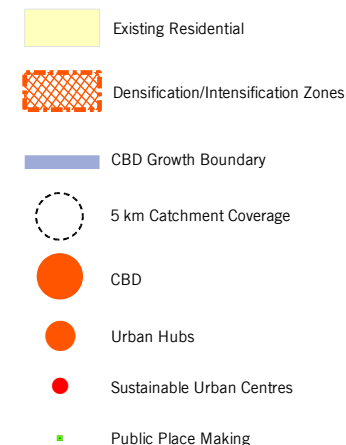 Existing Residential
Densification/Intensification Zones
CBD Growth Boundary
5 km Catchment Coverage
CBD
Urban Hubs
Sustainable Urban Centres
Public Place Making